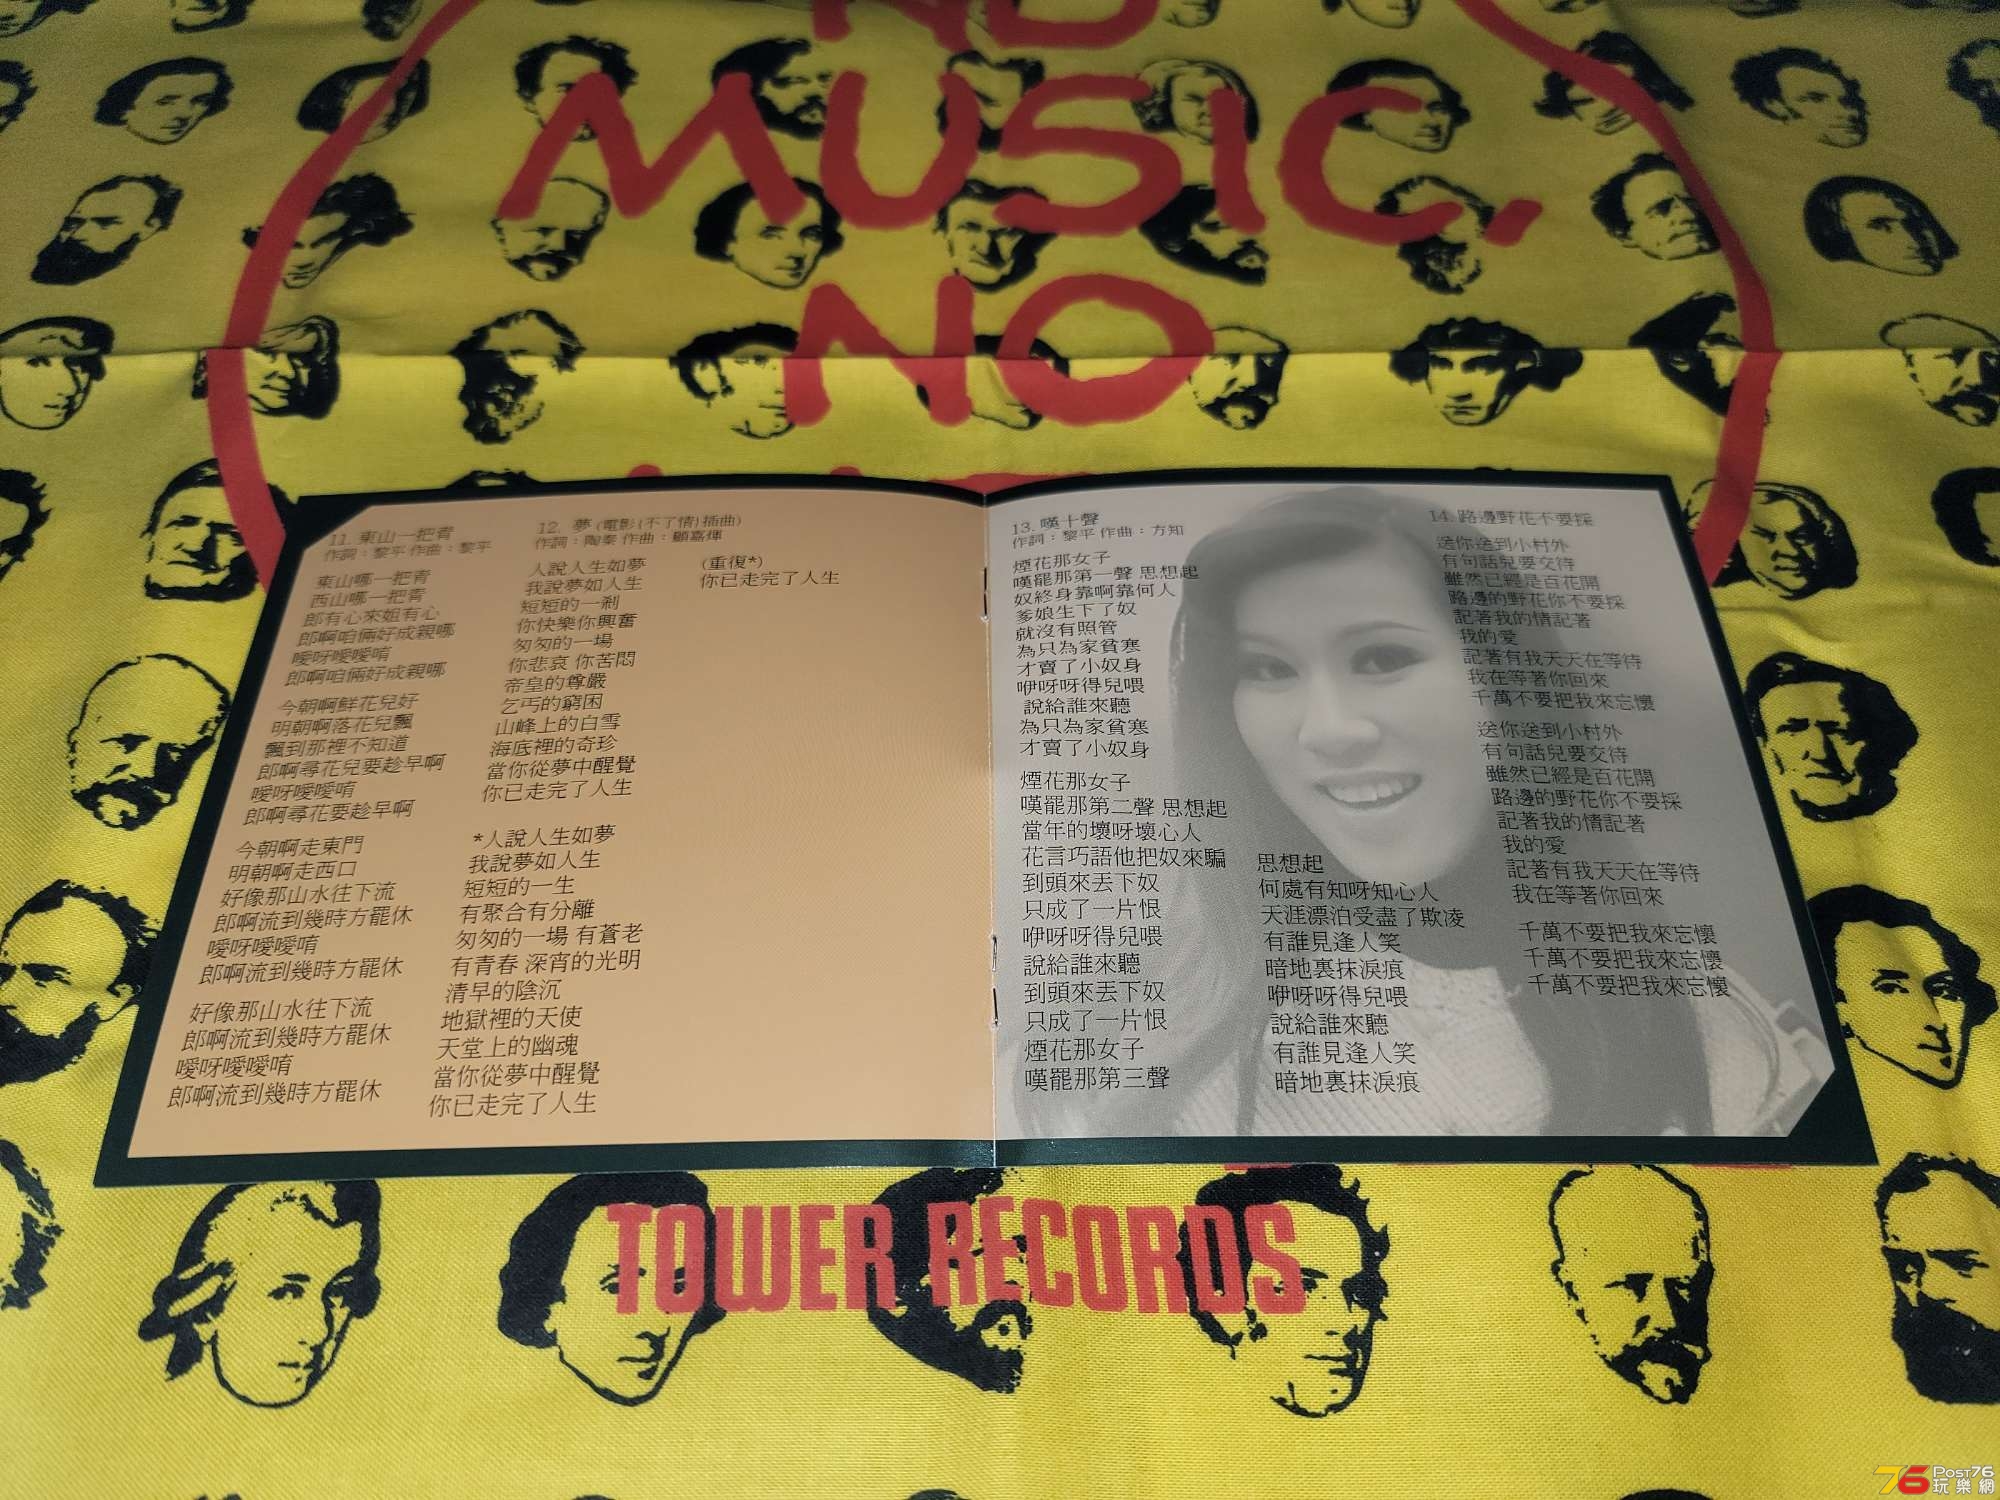 NO
MUSIC.
NO
11. 東山一把青
作詞：黎平 作曲：黎平
東山哪一把青
西山哪一把青
郎有心來姐有心
郎啊咱倆好成親哪
噯呀噯噯唷
郎啊咱倆好成親哪
今朝啊鮮花兒好
明朝啊落花兒飄
飄到那裡不知道
郎啊尋花兒要趁早啊
噯呀噯噯唷
郎啊尋花要趁早啊
今朝啊走東門
明朝啊走西口
好像那山水往下流
郎啊流到幾時方罷休
噯呀噯噯唷
郎啊流到幾時方罷休
好像那山水往下流
郎啊流到幾時方罷休
噯呀噯噯唷
郎啊流到幾時方罷休
12. 夢 (電影{不了情}插曲)
作詞：陶秦 作曲：顧嘉煇
人說人生如夢
我說夢如人生
短短的一剎
你快樂你興奮
匆匆的一場
你悲哀 你苦悶
帝皇的尊嚴
乞丐的窮困
山峰上的白雪
海底裡的奇珍
當你從夢中醒覺
你已走完了人生
*人說人生如夢
我說夢如人生
短短的一生
有聚合有分離
匆匆的一場 有蒼老
有青春 深宵的光明
清早的陰沉
地獄裡的天使
天堂上的幽魂
當你從夢中醒覺
你已走完了人生
(重復*)
你已走完了人生
13. 嘆十聲
作詞：黎平 作曲：方知
煙花那女子
嘆罷那第一聲 思想起
奴終身靠啊靠何人
爹娘生下了奴
就沒有照管
為只為家貧寒
才賣了小奴身
咿呀呀得兒喂
說給誰來聽
為只為家貧寒
才賣了小奴身
煙花那女子
嘆罷那第二聲 思想起
當年的壞呀壞心人
花言巧語他把奴來騙
到頭來丟下奴
只成了一片恨
咿呀呀得兒喂
說給誰來聽
到頭來丟下奴
只成了一片恨
煙花那女子
嘆罷那第三聲
思想起
何處有知呀知心人
天涯漂泊受盡了欺凌
有誰見逢人笑
暗地裏抹淚痕
咿呀呀得兒喂
說給誰來聽
有誰見逢人笑
暗地裏抹淚痕
14. 路邊野花不要採
送你送到小村外
有句話兒要交待
雖然已經是百花開
路邊的野花你不要採
記著我的情記著
我的愛
記著有我天天在等待
我在等著你回來
千萬不要把我來忘懷
送你送到小村外
有句話兒要交待
雖然已經是百花開
路邊的野花你不要採
記著我的情記著
我的愛
記著有我天天在等待
我在等著你回來
千萬不要把我來忘懷
千萬不要把我來忘懷
千萬不要把我來忘懷
TOWER RECORDS
76 POST76
玩樂網